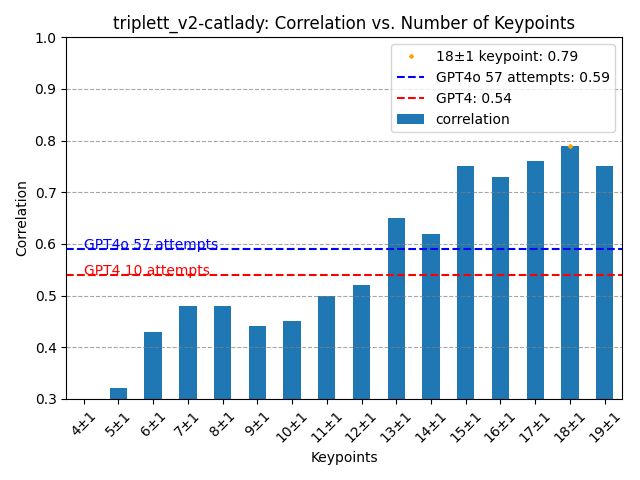 triplett_v2-catlady: Correlation vs. Number of Keypoints
1.0
0.9
0.8
0.7
0.6
0.5
0.4
0.3
Correlation
18±1 keypoint: 0.79
GPT4o 57 attempts: 0.59
GPT4: 0.54
correlation
GPT4o 57 attempts
GPT4 10 attempts
4±1
5±1
6±1
7±1
8±1
9±1
10±1
11±1
12±1
13±1
14±1
15±1
16±1
17±1
18±1
19±1
Keypoints